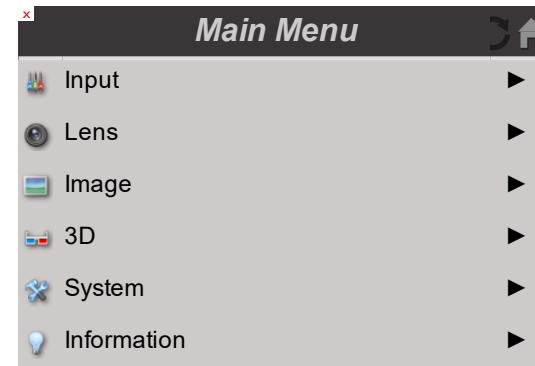 x
Main Menu
Input
Lens
Image
3D
System
Information